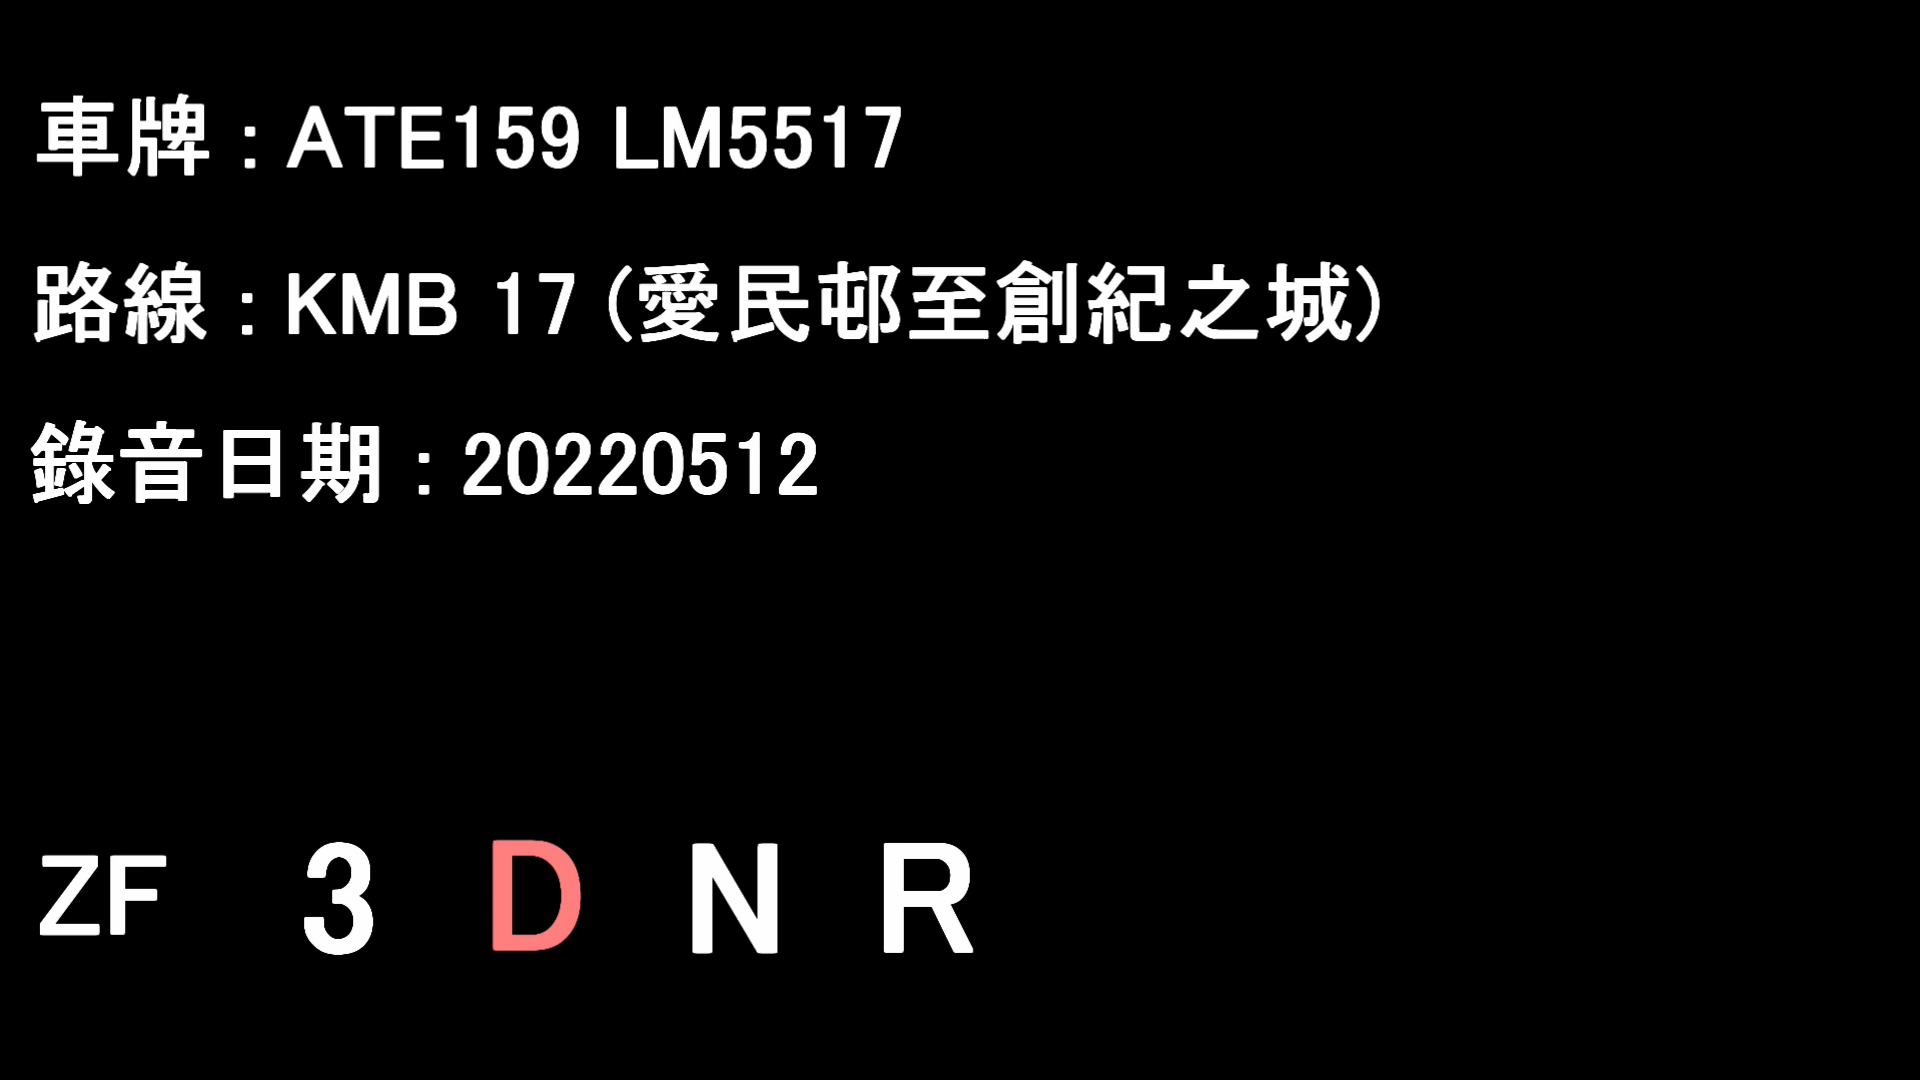 車牌 : ATE159 LM5517
路線 : KMB 17 (愛民邨至創紀之城)
錄音日期 : 20220512
ZF 3 D N R